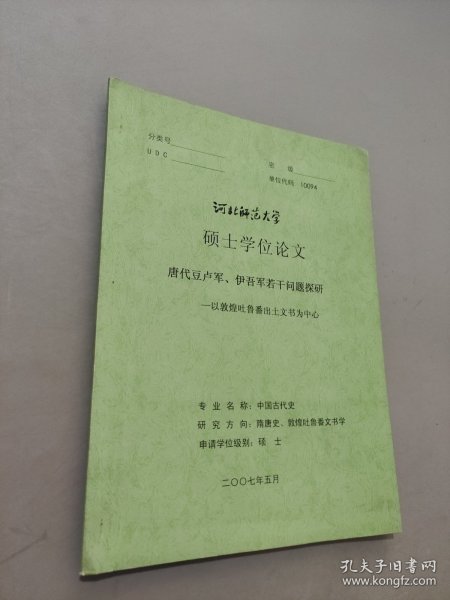 分类号
UDC
密 级
单位代码 10094
河北师范大学
硕士学位论文
唐代豆卢军、伊吾军若干问题探研
—以敦煌吐鲁番出土文书为中心
专 业 名 称：中国古代史
研 究 方 向：隋唐史、敦煌吐鲁番文书学
申请学位级别：硕 士
二〇〇七年五月
孔夫子旧书网
www.kongfz.com